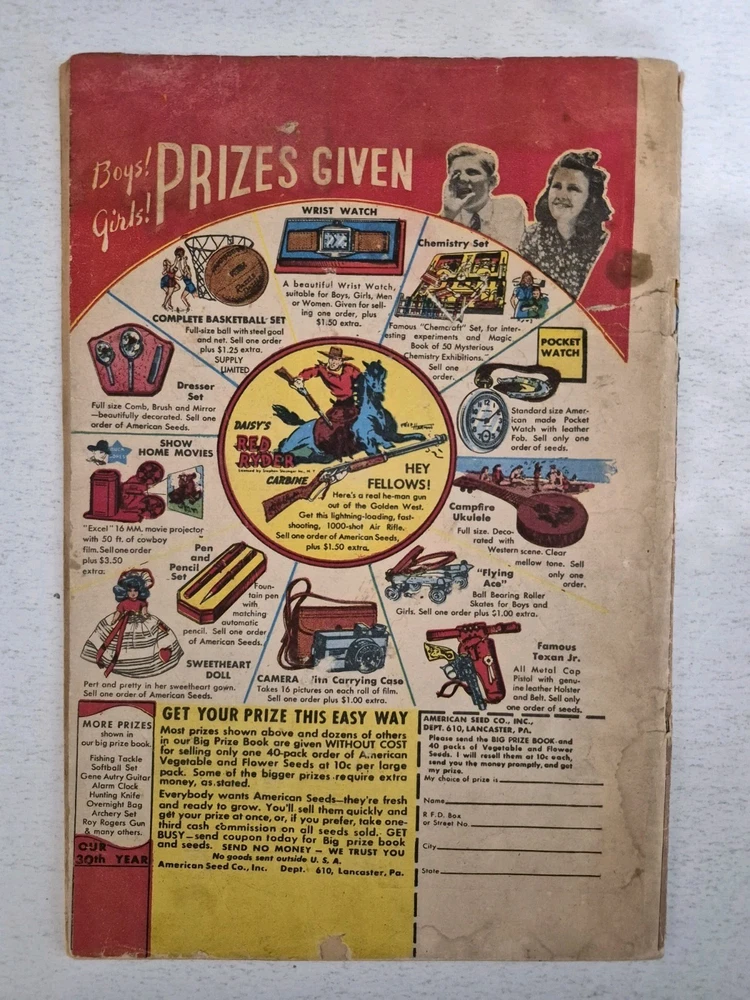 Boys!
Girls!
PRIZES GIVEN
WRIST WATCH
A beautiful Wrist Watch,
suitable for Boys, Girls, Men
or Women. Given for sell-
ing one order, plus
$1.50 extra.
Chemistry Set
Famous "Chemcraft" Set, for inter-
esting experiments and Magic
Book of 50 Mysterious
Chemistry Exhibitions.
Sell one
order.
COMPLETE BASKETBALL SET
Full-size ball with steel goal
and net. Sell one order
plus $1.25 extra.
SUPPLY
LIMITED
POCKET
WATCH
Standard size Amer-
ican made Pocket
Watch with leather
Fob. Sell only one
order of seeds.
Dresser
Set
Full size Comb, Brush and Mirror
—beautifully decorated. Sell one
order of American Seeds.
DAISY'S
RED
RYDER
CARBINE
HEY
FELLOWS!
Here's a real he-man gun
out of the Golden West.
Get this lightning-loading, fast-
shooting, 1000-shot Air Rifle.
Sell one order of American Seeds,
plus $1.50 extra.
SHOW
HOME MOVIES
"Excel" 16 MM. movie projector
with 50 ft. of cowboy
film. Sell one order
plus $3.50
extra.
Campfire
Ukulele
Full size. Deco-
rated with
Western scene. Clear
mellow tone. Sell
only one
order.
Pen
and
Pencil
Set
Foun-
tain pen
with
matching
automatic
pencil. Sell one order
of American Seeds.
"Flying
Ace"
Ball Bearing Roller
Skates for Boys and
Girls. Sell one order plus $1.00 extra.
SWEETHEART
DOLL
Pert and pretty in her sweetheart gown.
Sell one order of American Seeds.
CAMERA With Carrying Case
Takes 16 pictures on each roll of film.
Sell one order plus $1.00 extra.
Famous
Texan Jr.
All Metal Cap
Pistol with genu-
ine leather Holster
and Belt. Sell only
one order of seeds.
MORE PRIZES
shown in
our big prize book.
Fishing Tackle
Softball Set
Gene Autry Guitar
Alarm Clock
Hunting Knife
Overnight Bag
Archery Set
Roy Rogers Gun
& many others.
OUR
30th YEAR
GET YOUR PRIZE THIS EASY WAY
Most prizes shown above and dozens of others
in our Big Prize Book are given WITHOUT COST
for selling only one 40-pack order of American
Vegetable and Flower Seeds at 10c per large
pack. Some of the bigger prizes require extra
money, as stated.
Everybody wants American Seeds—they're fresh
and ready to grow. You'll sell them quickly and
get your prize at once, or, if you prefer, take one-
third cash commission on all seeds sold. GET
BUSY—send coupon today for Big prize book
and seeds. SEND NO MONEY — WE TRUST YOU
No goods sent outside U. S. A.
American Seed Co., Inc. Dept. 610, Lancaster, Pa.
AMERICAN SEED CO., INC.,
DEPT. 610, LANCASTER, PA.
Please send the BIG PRIZE BOOK and
40 packs of Vegetable and Flower
Seeds. I will resell them at 10c each,
send you the money promptly, and get
my prize.
My choice of prize is
Name
R F.D. Box
or Street No.
City
State